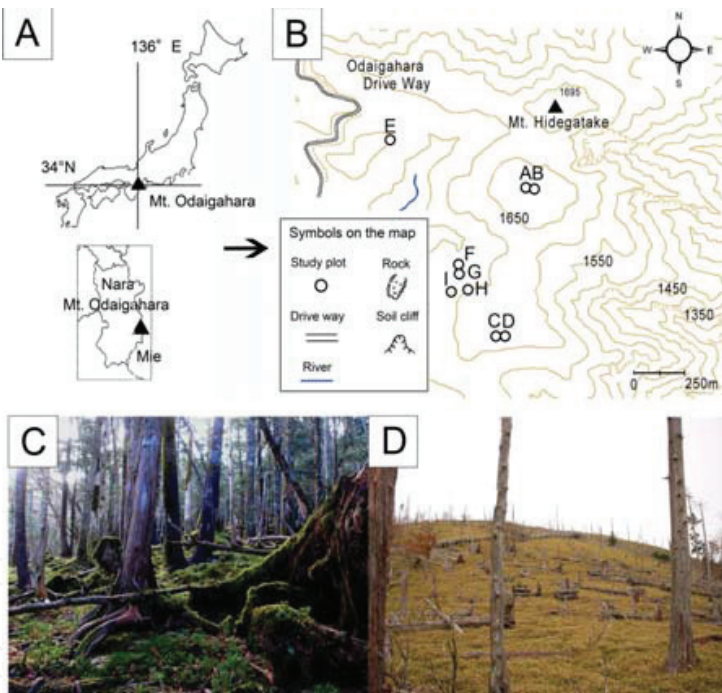 A
136° E
34°N
Mt. Odaigahara
Nara
Mt. Odaigahara
Mie
B
N
W
E
S
Odaigahara
Drive Way
1695
Mt. Hidegatake
E
AB
1650
F
G
I
H
CD
1550
1450
1350
0
250m
Symbols on the map
Study plot
Rock
Drive way
Soil cliff
River
C
D